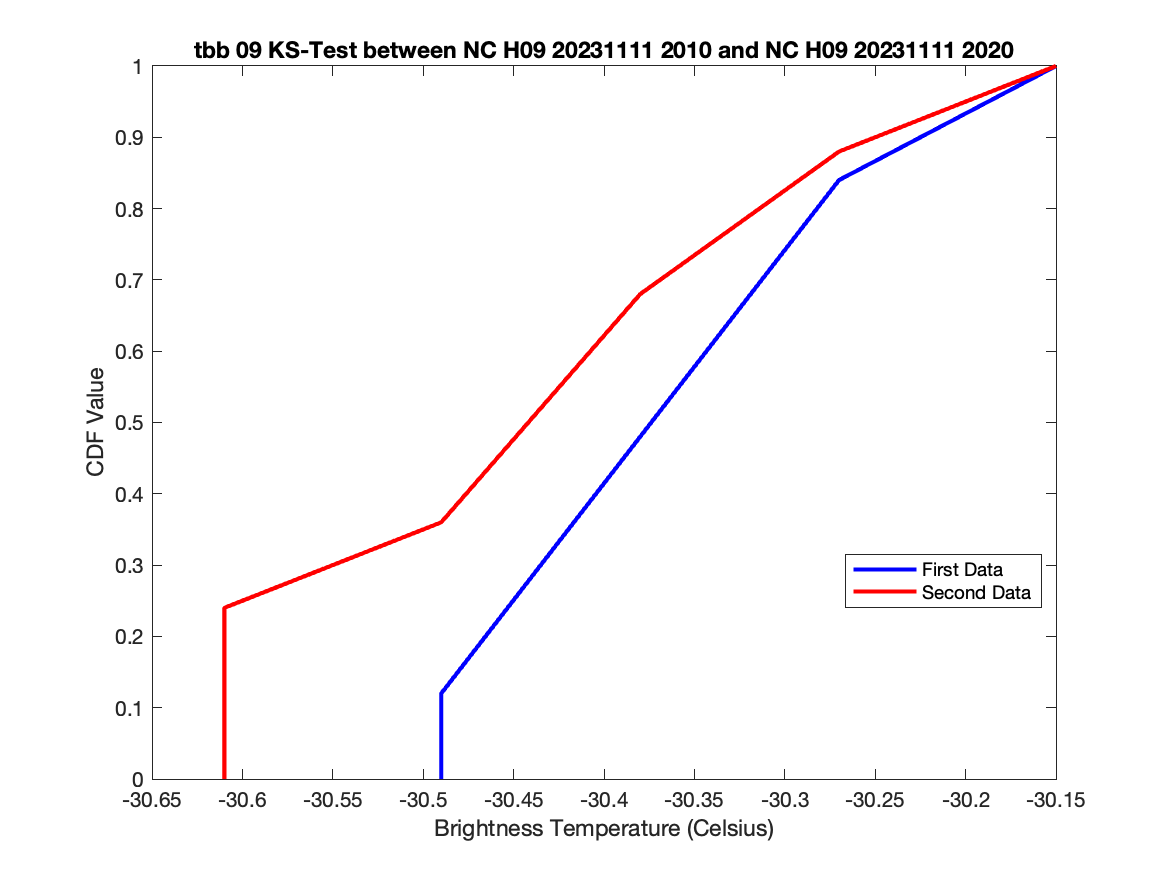 tbb 09 KS-Test between NC H09 20231111 2010 and NC H09 20231111 2020
1
0.9
0.8
0.7
0.6
0.5
0.4
0.3
0.2
0.1
0
CDF Value
First Data
Second Data
-30.65 -30.6 -30.55 -30.5 -30.45 -30.4 -30.35 -30.3 -30.25 -30.2 -30.15
Brightness Temperature (Celsius)